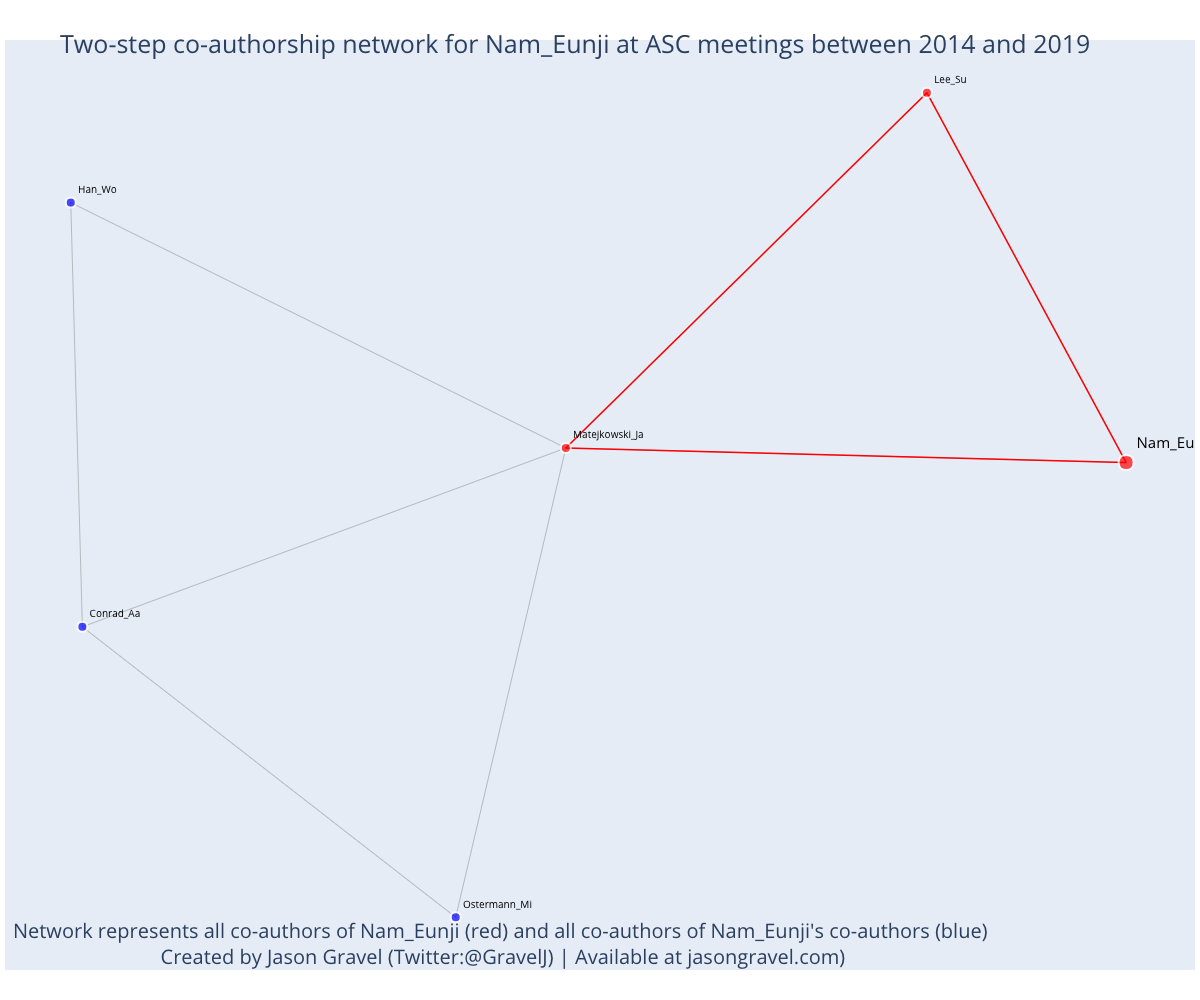 Two-step co-authorship network for Nam_Eunji at ASC meetings between 2014 and 2019
Lee_Su
Han_Wo
Matejkowski_Ja
Nam_Eu
Conrad_Aa
Ostermann_Mi
Network represents all co-authors of Nam_Eunji (red) and all co-authors of Nam_Eunji's co-authors (blue)
Created by Jason Gravel (Twitter:@GravelJ) | Available at jasongravel.com)